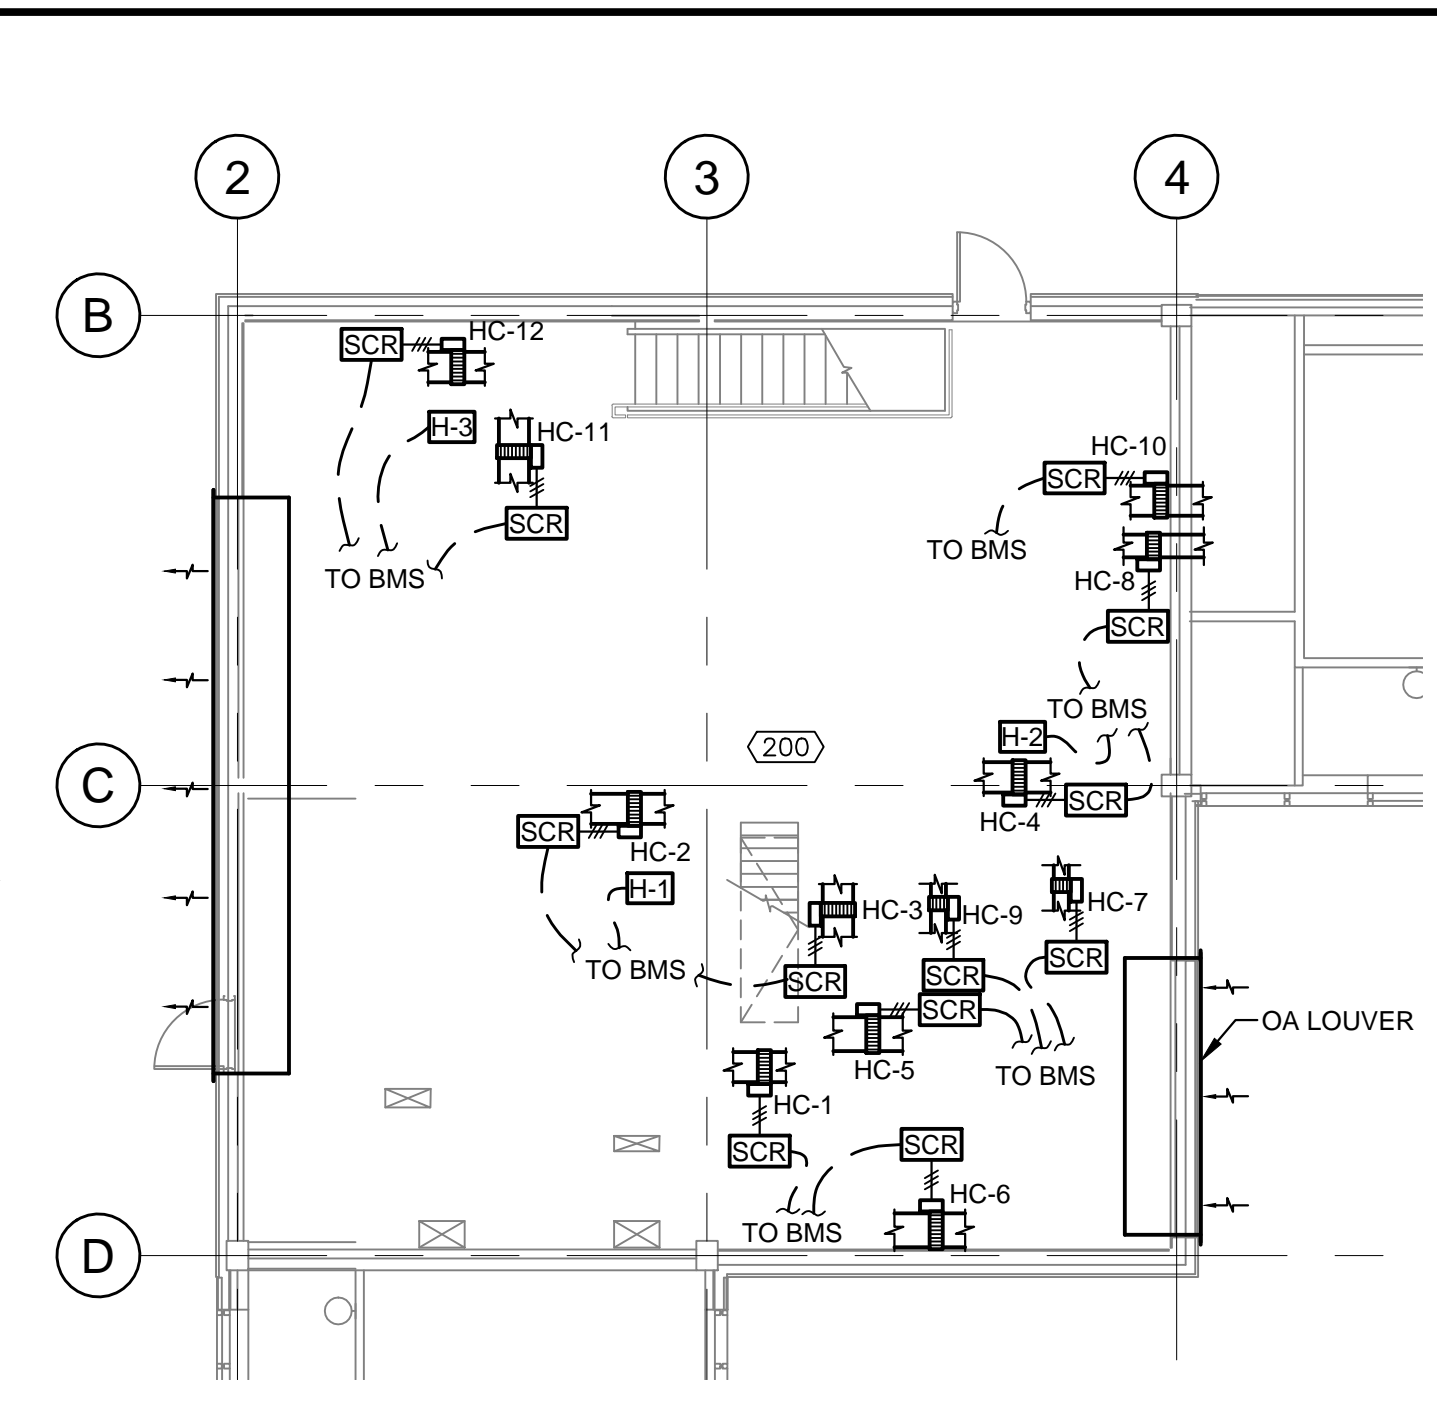 2
3
4
B
SCR
HC-12
H-3
HC-11
HC-10
SCR
SCR
TO BMS
TO BMS
HC-8
SCR
TO BMS
H-2
200
C
SCR
HC-4
SCR
HC-2
H-1
HC-3
HC-9
HC-7
TO BMS
SCR
SCR
SCR
SCR
OA LOUVER
HC-5
TO BMS
HC-1
SCR
SCR
HC-6
TO BMS
D